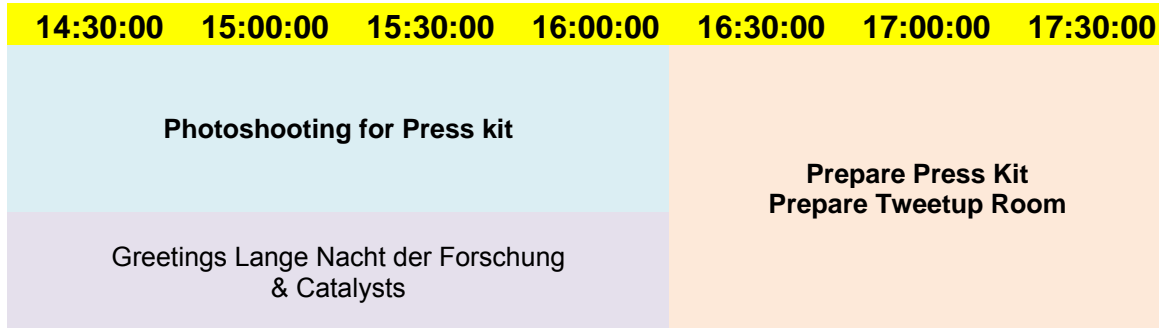 14:30:00 15:00:00 15:30:00 16:00:00 16:30:00 17:00:00 17:30:00
Photoshooting for Press kit
Prepare Press Kit
Prepare Tweetup Room
Greetings Lange Nacht der Forschung
& Catalysts